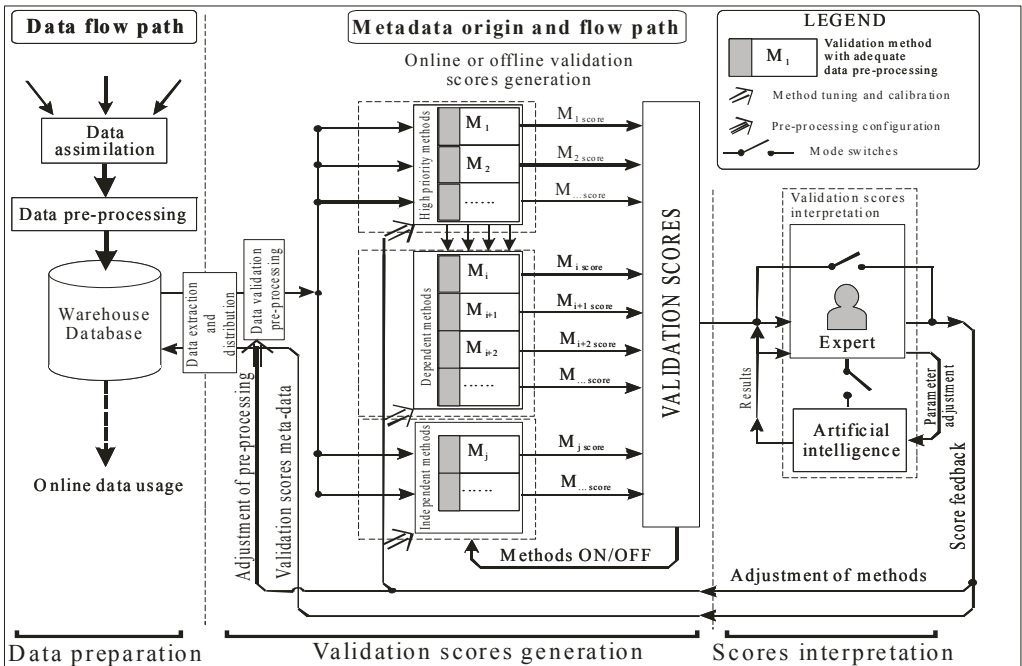 Data flow path
Metadata origin and flow path
LEGEND
M1
Validation method
with adequate
data pre-processing
Method tuning and calibration
Pre-processing configuration
Mode switches
Data
assimilation
Data pre-processing
Warehouse
Database
Online data usage
Data extraction
and
distribution
Data validation
pre-processing
Adjustment of pre-processing
Validation scores meta-data
Online or offline validation
scores generation
High priority methods
M1
M2
......
M1 score
M2 score
M... score
Dependent methods
Mi
Mi+1
Mi+2
......
Mi score
Mi+1 score
Mi+2 score
M... score
Independent methods
Mj
......
Mj score
M... score
VALIDATION SCORES
Methods ON/OFF
Validation scores
interpretation
Expert
Results
Parameter
adjustment
Artificial
intelligence
Score feedback
Adjustment of methods
Data preparation
Validation scores generation
Scores interpretation